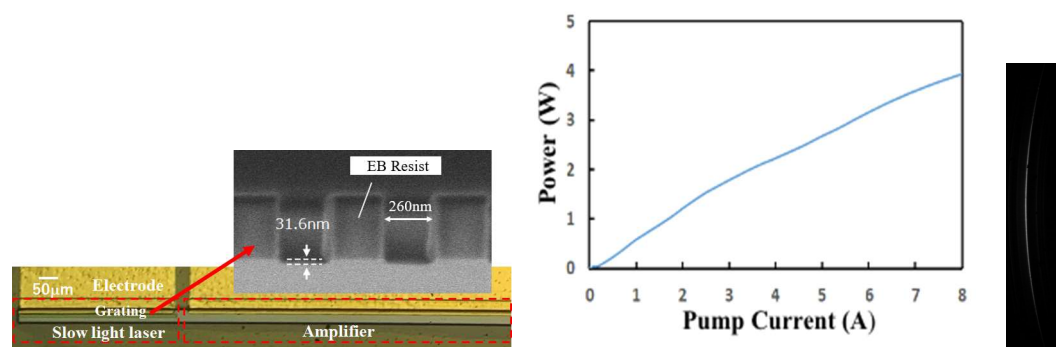 EB Resist
260nm
31.6nm
50μm
Electrode
Grating
Slow light laser
Amplifier
5
4
3
2
1
0
Power (W)
0 1 2 3 4 5 6 7 8
Pump Current (A)